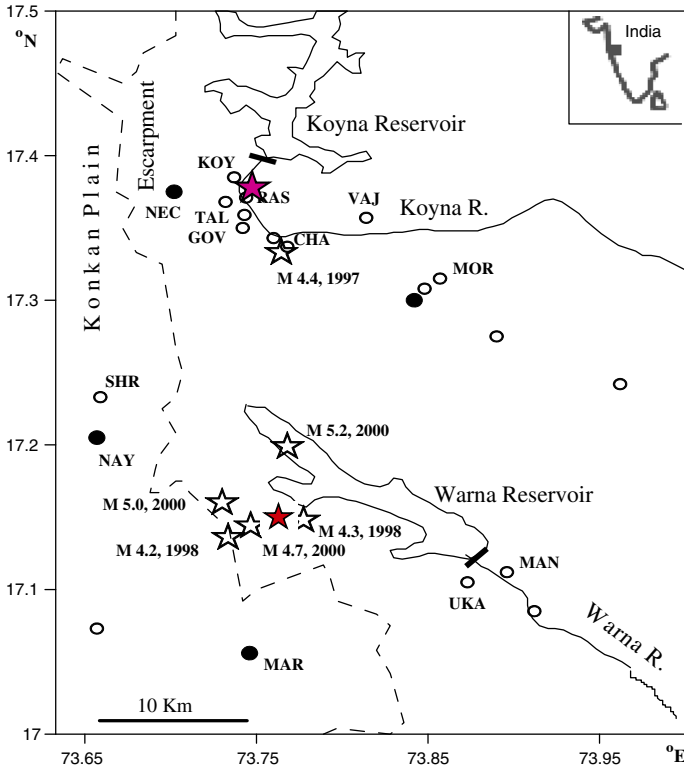 17.5
°N
India
Koyna Reservoir
17.4
KOY
Escarpment
Konkan Plain
NEC
RAS
VAJ
Koyna R.
TAL
GOV
CHA
M 4.4, 1997
MOR
17.3
SHR
M 5.2, 2000
17.2
NAY
M 5.0, 2000
Warna Reservoir
M 4.3, 1998
M 4.2, 1998
M 4.7, 2000
MAN
17.1
UKA
Warna R.
MAR
10 Km
17
73.65
73.75
73.85
73.95
°E